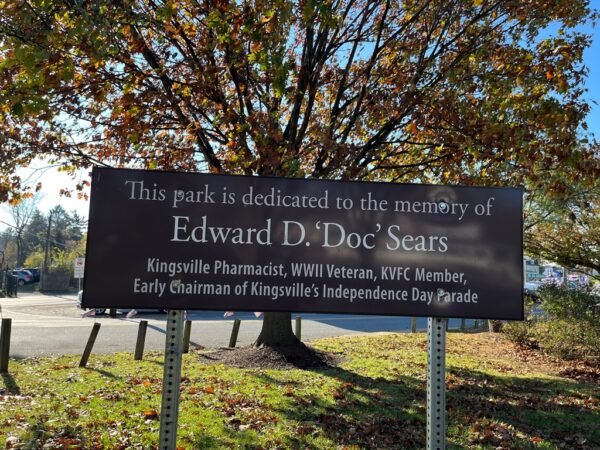 This park is dedicated to the memory of
Edward D. 'Doc' Sears
Kingsville Pharmacist, WWII Veteran, KVFC Member,
Early Chairman of Kingsville's Independence Day Parade